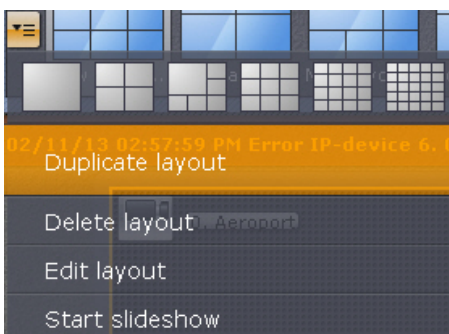 02/11/13 02:57:59 PM Error IP-device 6.
Duplicate layout
Delete layout
Aeroport
Edit layout
Start slideshow